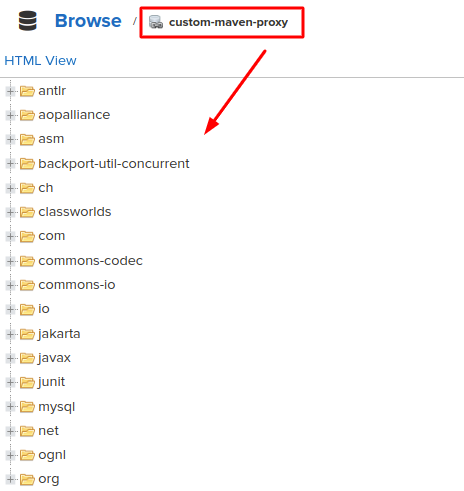 Browse / custom-maven-proxy
HTML View
antlr
aopalliance
asm
backport-util-concurrent
ch
classworlds
com
commons-codec
commons-io
io
jakarta
javax
junit
mysql
net
ognl
org